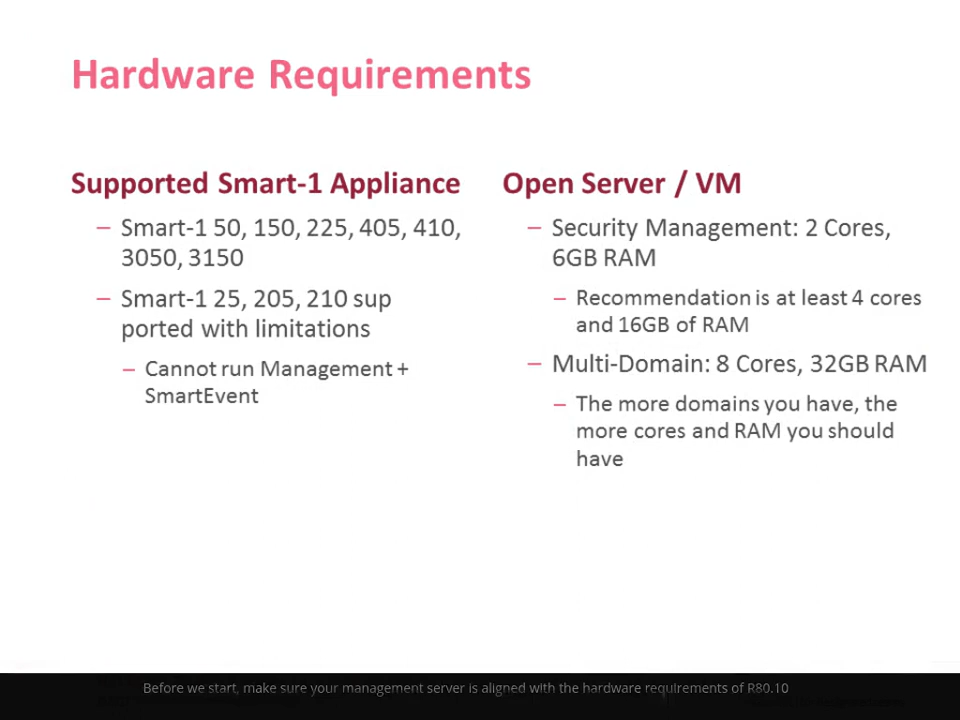 Hardware Requirements
Supported Smart-1 Appliance
– Smart-1 50, 150, 225, 405, 410,
3050, 3150
– Smart-1 25, 205, 210 sup
ported with limitations
– Cannot run Management +
SmartEvent
Open Server / VM
– Security Management: 2 Cores,
6GB RAM
– Recommendation is at least 4 cores
and 16GB of RAM
– Multi-Domain: 8 Cores, 32GB RAM
– The more domains you have, the
more cores and RAM you should
have
Before we start, make sure your management server is aligned with the hardware requirements of R80.10